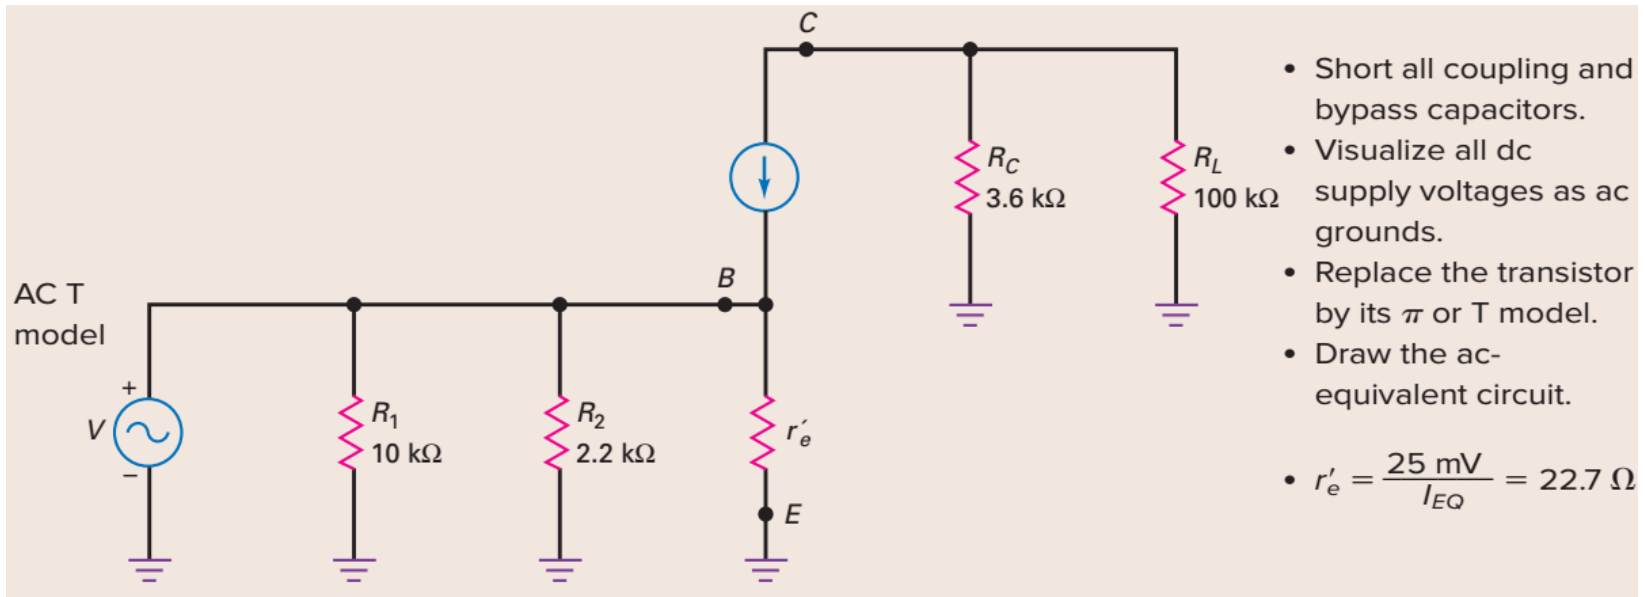 C
• Short all coupling and
bypass capacitors.
• Visualize all dc
supply voltages as ac
grounds.
• Replace the transistor
by its π or T model.
• Draw the ac-
equivalent circuit.
• r′e = 25 mV / IEQ = 22.7 Ω
RC
3.6 kΩ
RL
100 kΩ
B
AC T
model
+
V
–
R1
10 kΩ
R2
2.2 kΩ
r′e
E